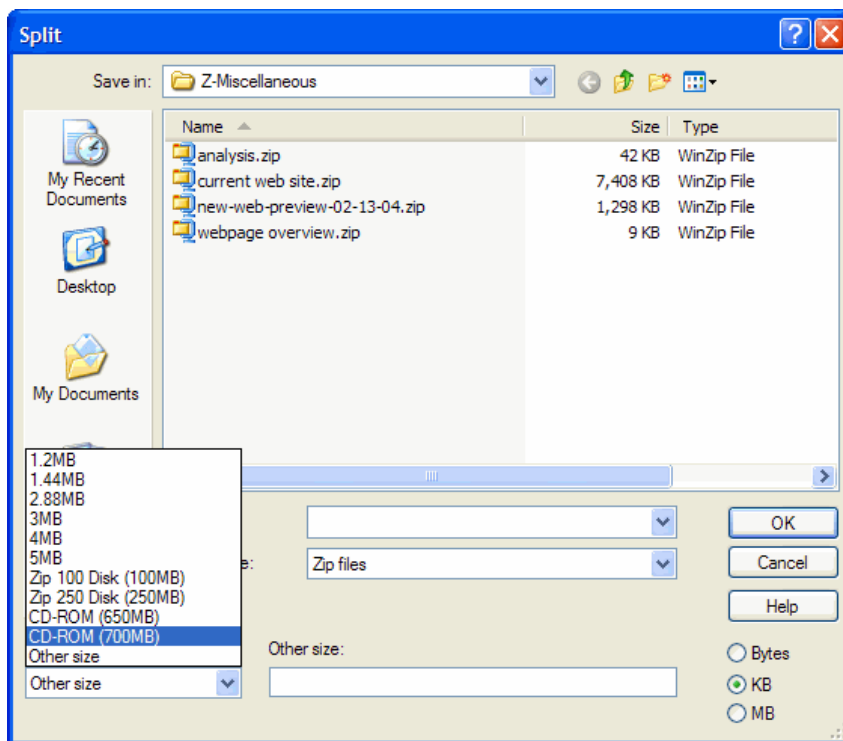 Split
Save in: Z-Miscellaneous
Name Size Type
analysis.zip 42 KB WinZip File
current web site.zip 7,408 KB WinZip File
new-web-preview-02-13-04.zip 1,298 KB WinZip File
webpage overview.zip 9 KB WinZip File
My Recent
Documents
Desktop
My Documents
1.2MB
1.44MB
2.88MB
3MB
4MB
5MB
Zip 100 Disk (100MB)
Zip 250 Disk (250MB)
CD-ROM (650MB)
CD-ROM (700MB)
Other size
Other size
e: Zip files
OK
Cancel
Help
Other size:
Bytes
KB
MB